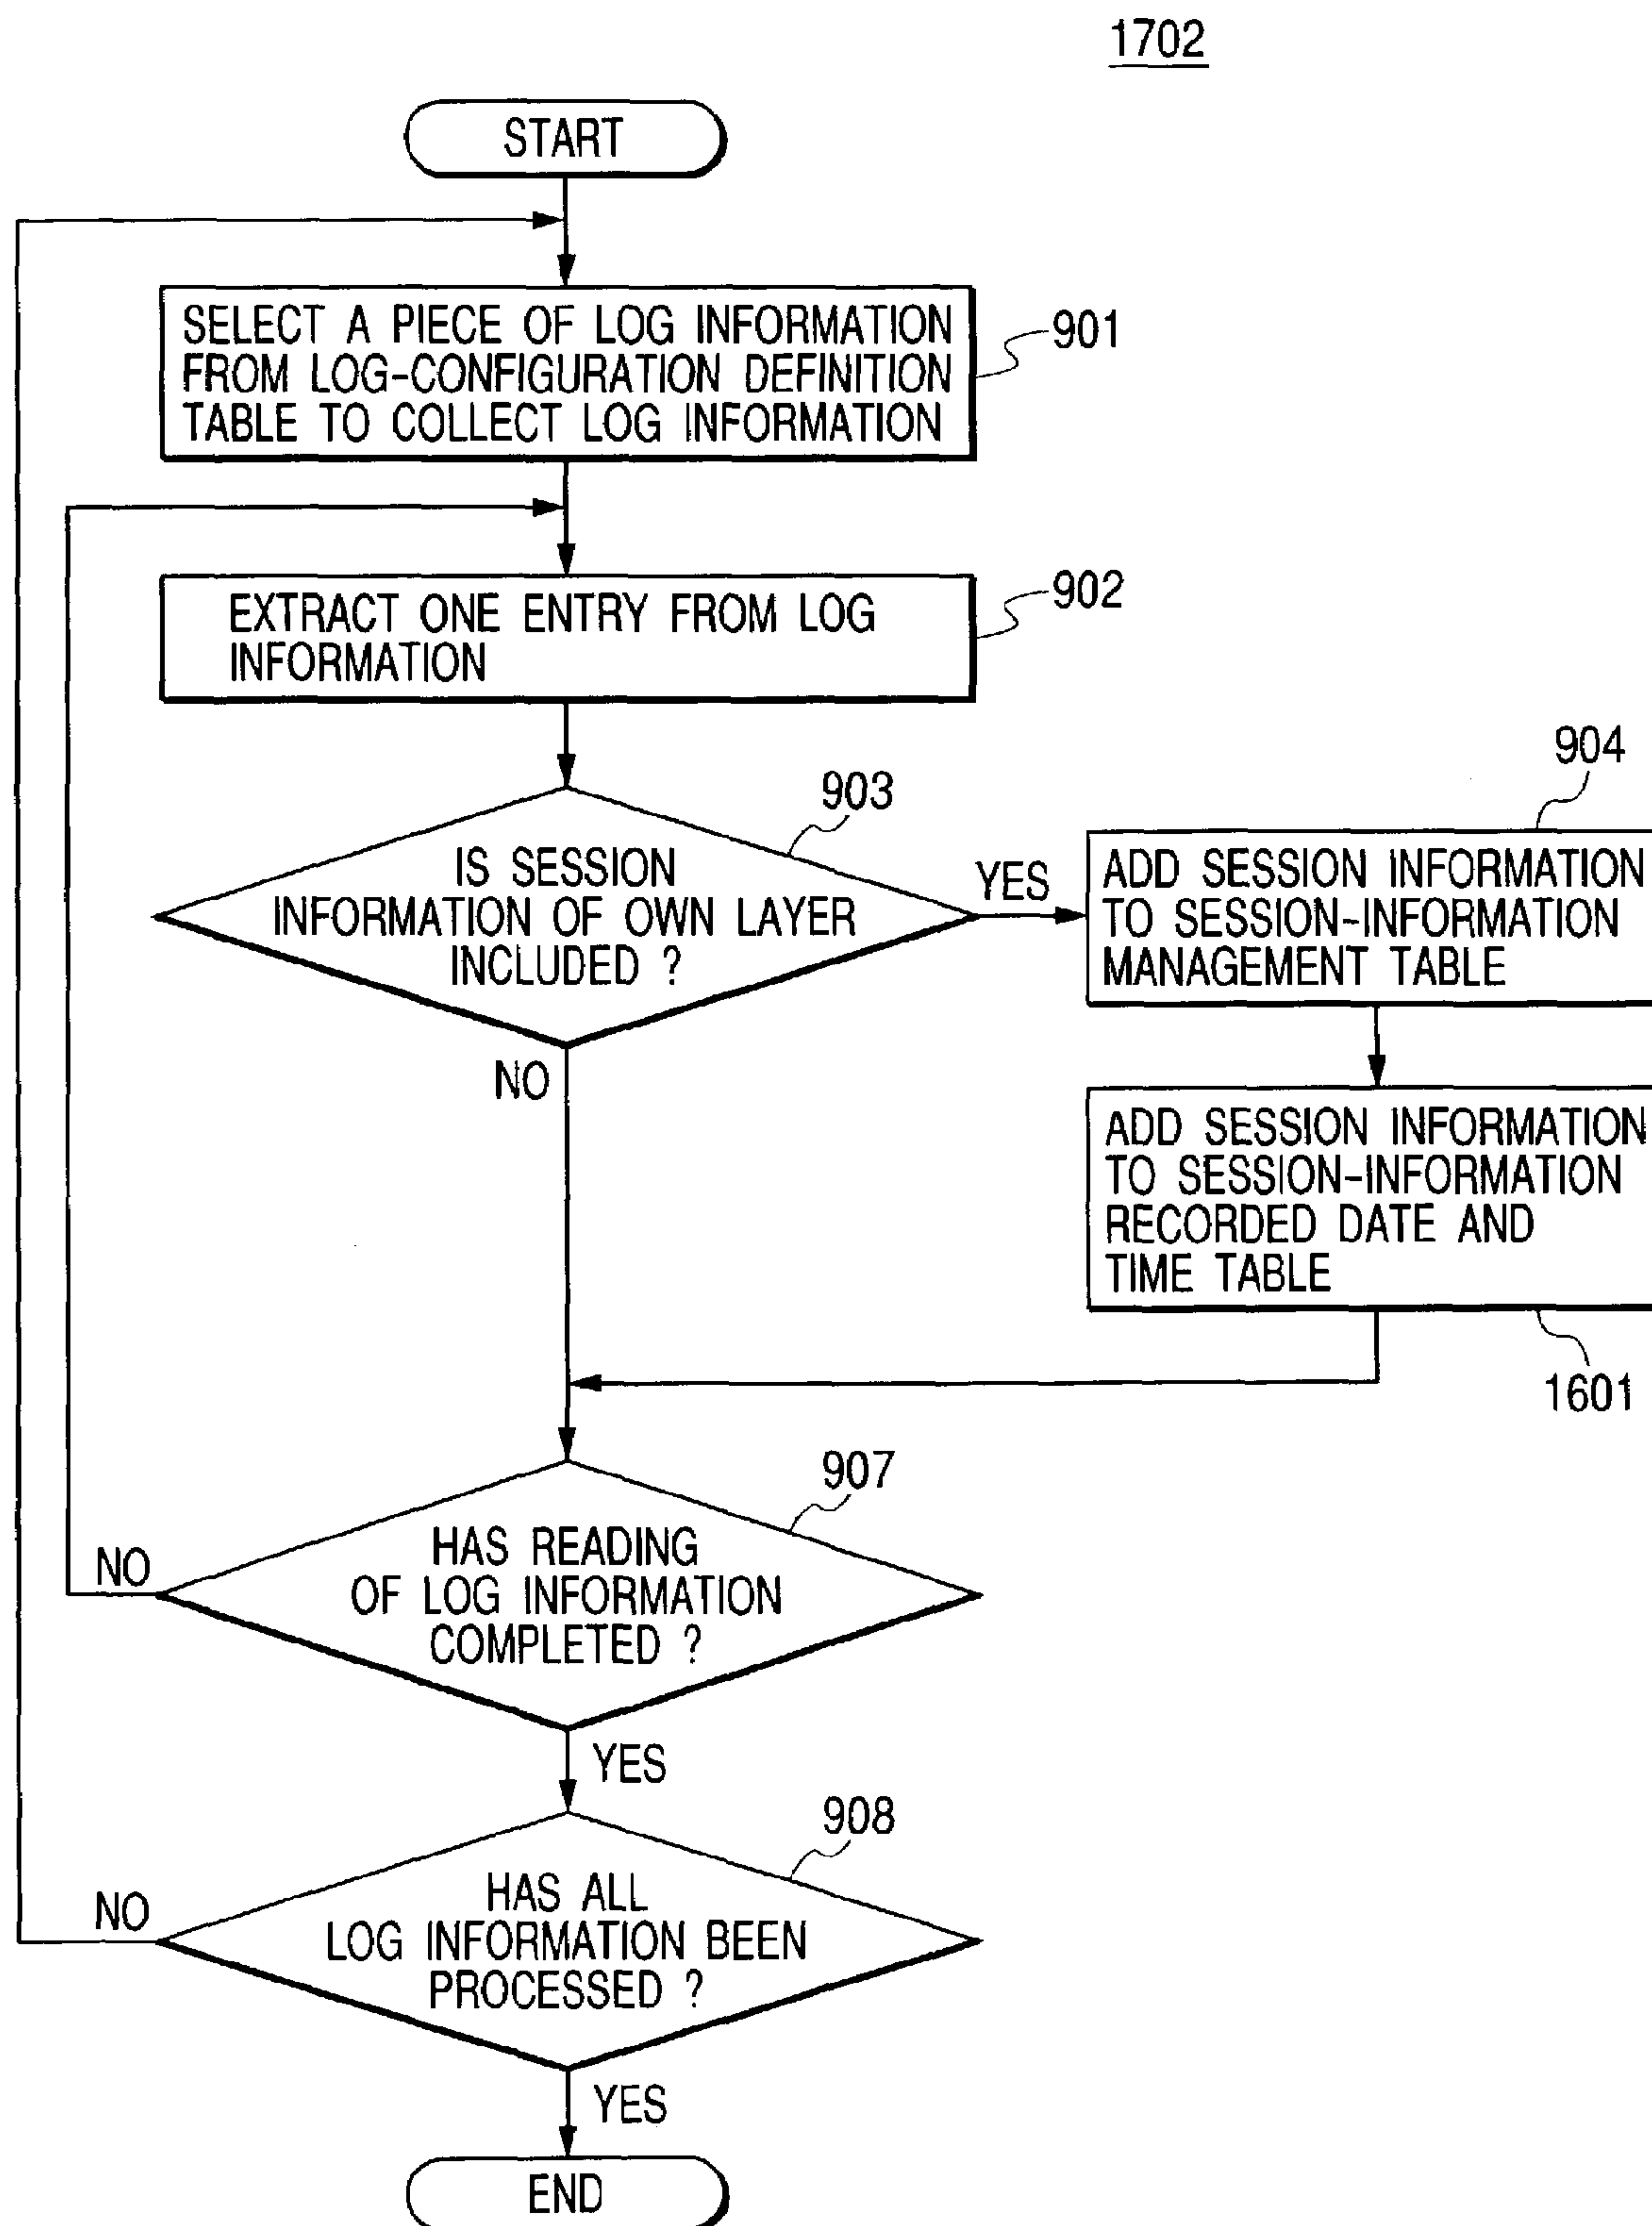 1702
START
SELECT A PIECE OF LOG INFORMATION
FROM LOG-CONFIGURATION DEFINITION
TABLE TO COLLECT LOG INFORMATION
901
EXTRACT ONE ENTRY FROM LOG
INFORMATION
902
903
IS SESSION
INFORMATION OF OWN LAYER
INCLUDED ?
YES
904
ADD SESSION INFORMATION
TO SESSION-INFORMATION
MANAGEMENT TABLE
NO
ADD SESSION INFORMATION
TO SESSION-INFORMATION
RECORDED DATE AND
TIME TABLE
1601
907
HAS READING
OF LOG INFORMATION
COMPLETED ?
NO
YES
908
HAS ALL
LOG INFORMATION BEEN
PROCESSED ?
NO
YES
END